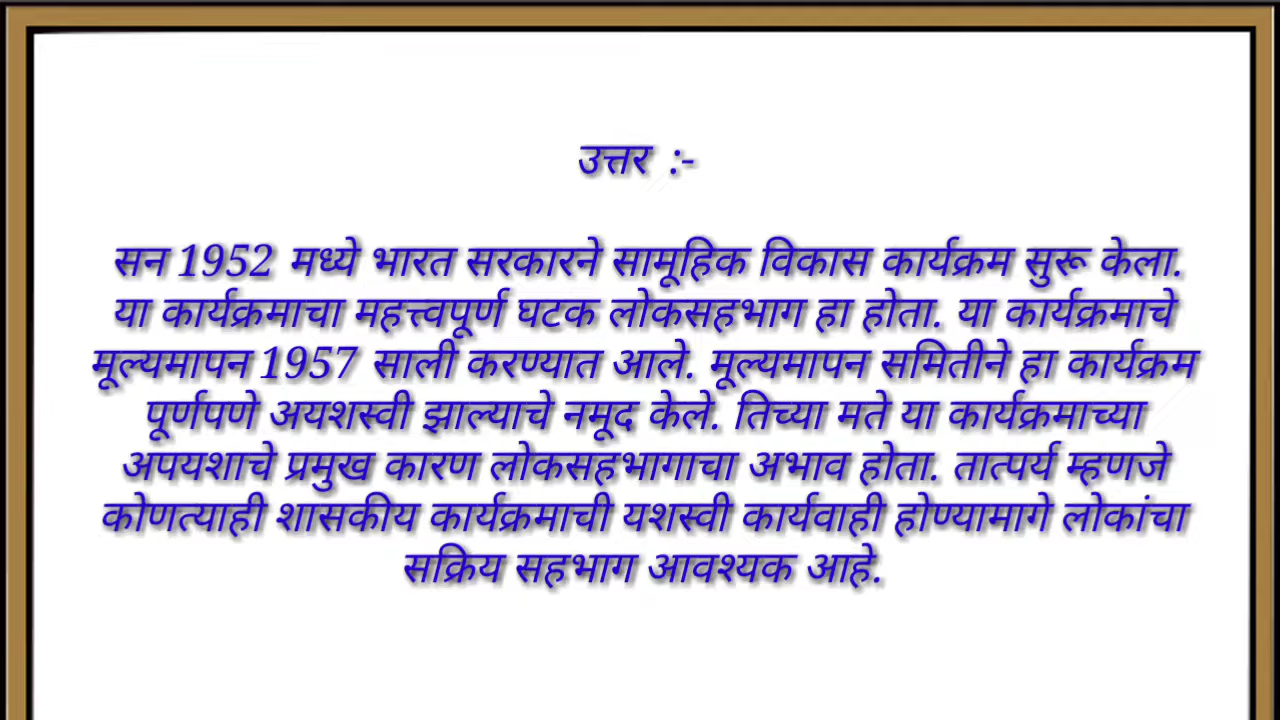 उत्तर :-
सन 1952 मध्ये भारत सरकारने सामूहिक विकास कार्यक्रम सुरू केला.
या कार्यक्रमाचा महत्त्वपूर्ण घटक लोकसहभाग हा होता. या कार्यक्रमाचे
मूल्यमापन 1957 साली करण्यात आले. मूल्यमापन समितीने हा कार्यक्रम
पूर्णपणे अयशस्वी झाल्याचे नमूद केले. तिच्या मते या कार्यक्रमाच्या
अपयशाचे प्रमुख कारण लोकसहभागाचा अभाव होता. तात्पर्य म्हणजे
कोणत्याही शासकीय कार्यक्रमाची यशस्वी कार्यवाही होण्यामागे लोकांचा
सक्रिय सहभाग आवश्यक आहे.